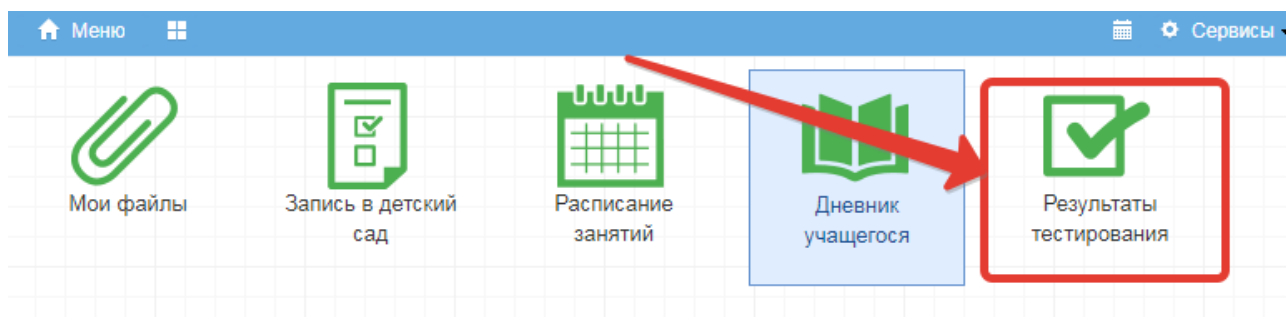 Меню
Сервисы
Мои файлы
Запись в детский
сад
Расписание
занятий
Дневник
учащегося
Результаты
тестирования